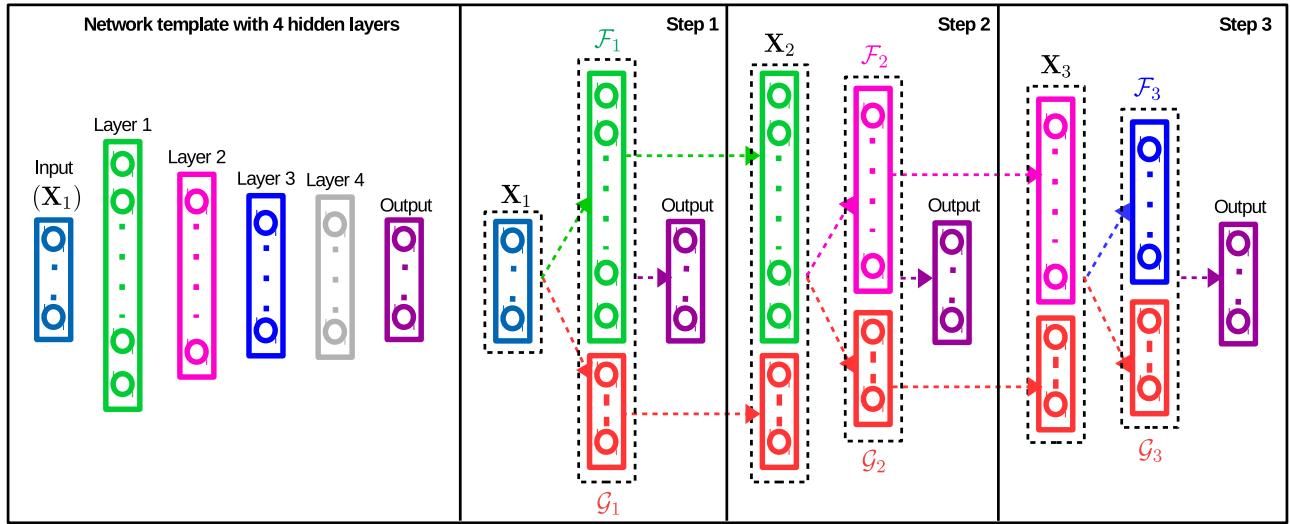 Network template with 4 hidden layers
Input
(X₁)
Layer 1
Layer 2
Layer 3
Layer 4
Output
Step 1
X₁
ℱ₁
𝒢₁
Output
Step 2
X₂
ℱ₂
𝒢₂
Output
Step 3
X₃
ℱ₃
𝒢₃
Output